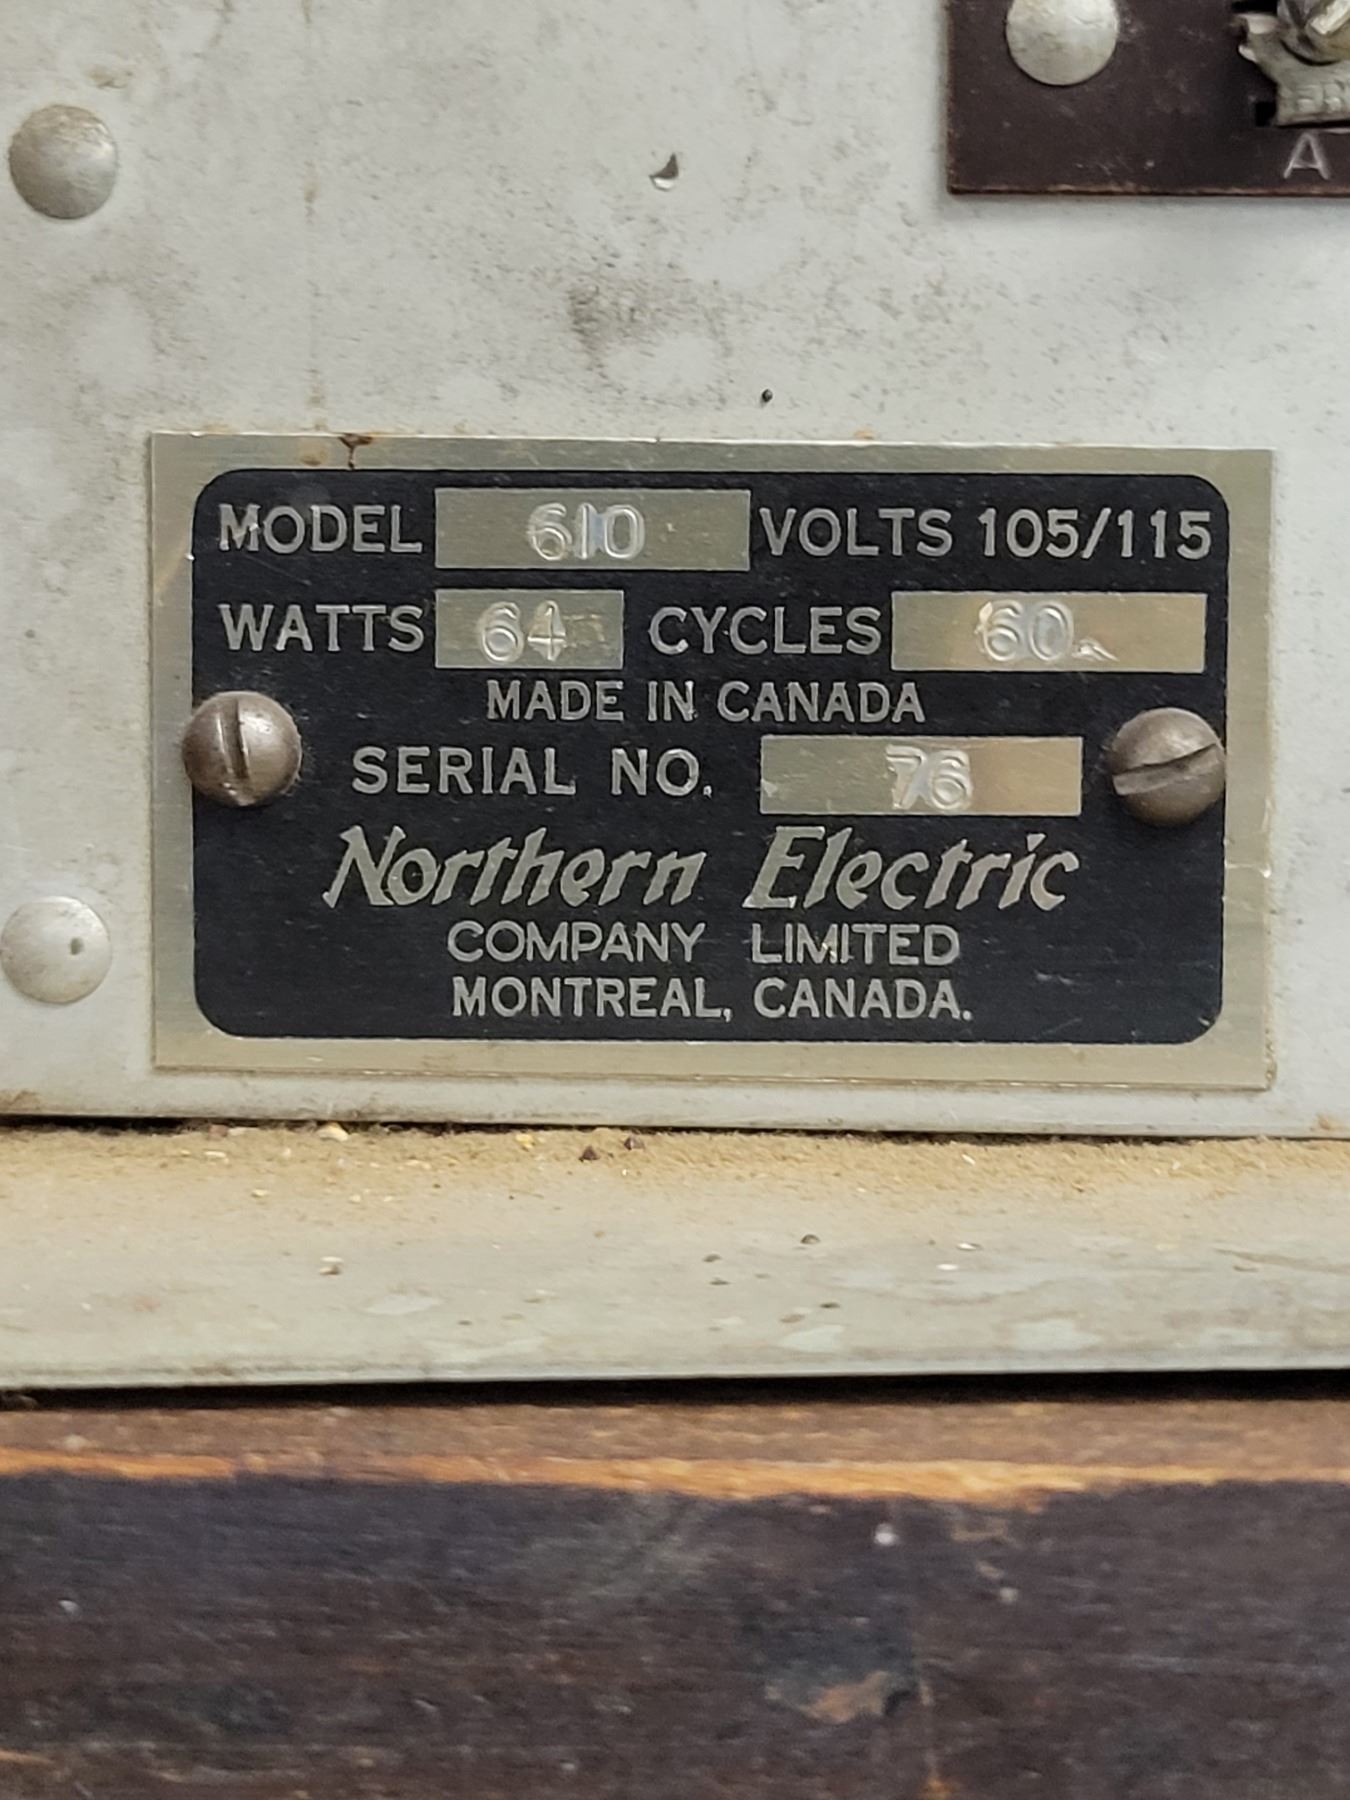 A
MODEL 610 VOLTS 105/115
WATTS 64 CYCLES 60
MADE IN CANADA
SERIAL NO. 76
Northern Electric
COMPANY LIMITED
MONTREAL, CANADA.